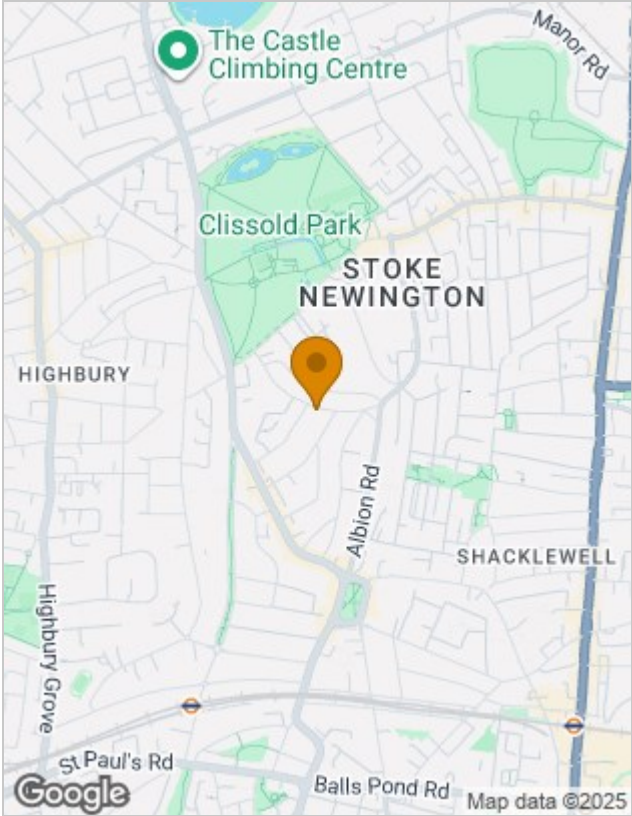 Manor Rd
The Castle
Climbing Centre
Clissold Park
STOKE
NEWINGTON
HIGHBURY
Albion Rd
SHACKLEWELL
Highbury Grove
St Paul's Rd
Balls Pond Rd
Google
Map data ©2025